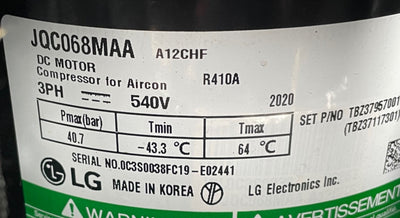 JQC068MAA A12CHF
DC MOTOR
Compressor for Aircon R410A
3PH 540V 2020
SET P/NO TBZ37957001
(TBZ37117301)
Pmax(bar) Tmin Tmax
40.7 -43.3 ℃ 64 ℃
SERIAL NO.0C3S0038FC19-E02441
LG MADE IN KOREA LG Electronics Inc.
AVERTISSEMENT